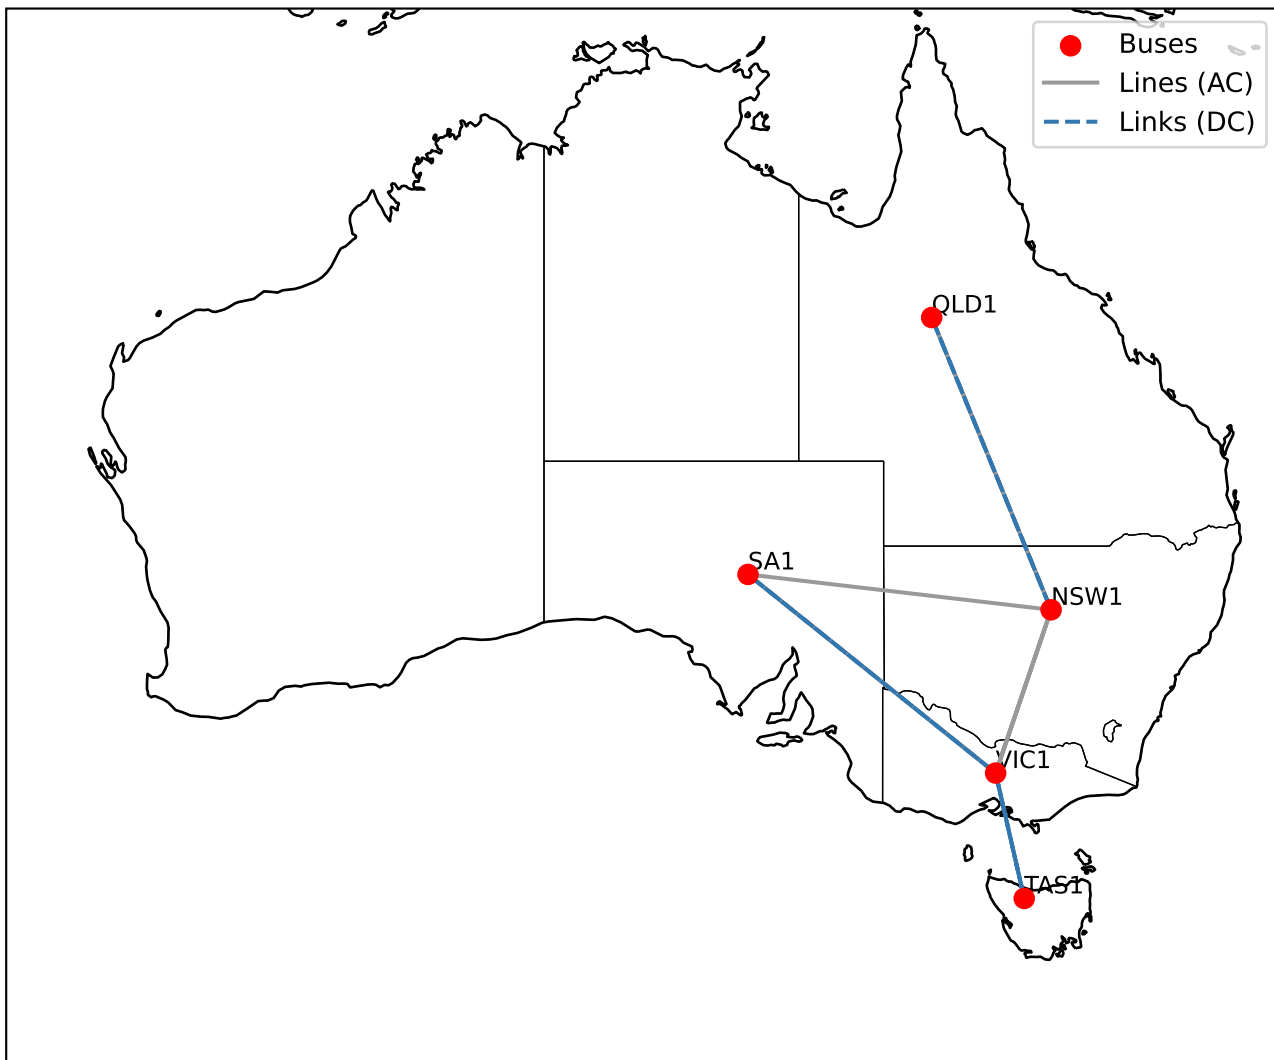 Buses
Lines (AC)
Links (DC)
QLD1
SA1
NSW1
VIC1
TAS1